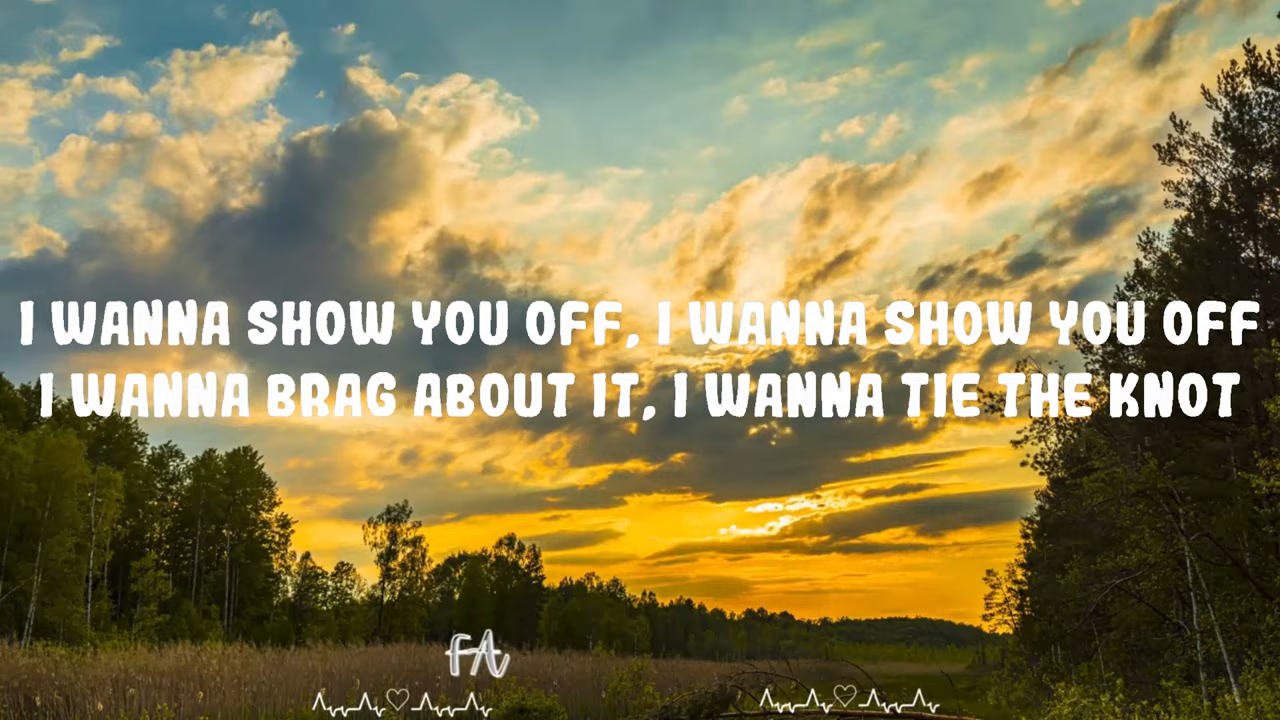 I WANNA SHOW YOU OFF, I WANNA SHOW YOU OFF
I WANNA BRAG ABOUT IT, I WANNA TIE THE KNOT
FA